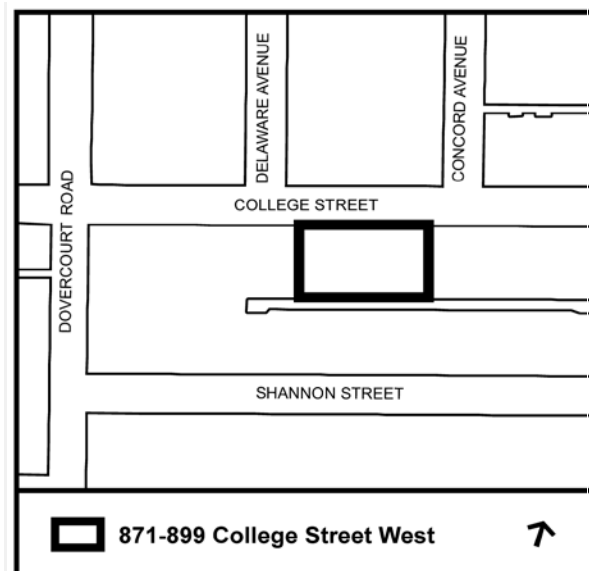 DELAWARE AVENUE
CONCORD AVENUE
COLLEGE STREET
DOVERCOURT ROAD
SHANNON STREET
871-899 College Street West